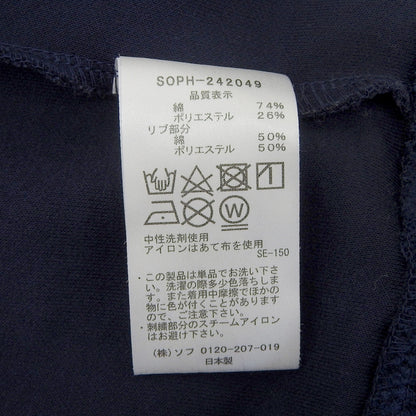 SOPH-242049
品質表示
綿 74%
ポリエステル 26%
リブ部分
綿 50%
ポリエステル 50%
W
中性洗剤使用
アイロンはあて布を使用
SE-150
・この製品は単品でお洗い下さ
い。洗濯の際多少色落ちしま
す。また着用中摩擦でほかの
物に色が付くことがあります
ので、ご注意下さい。
・刺繍部分のスチームアイロン
はお避け下さい。
(株)ソフ 0120-207-019
日本製